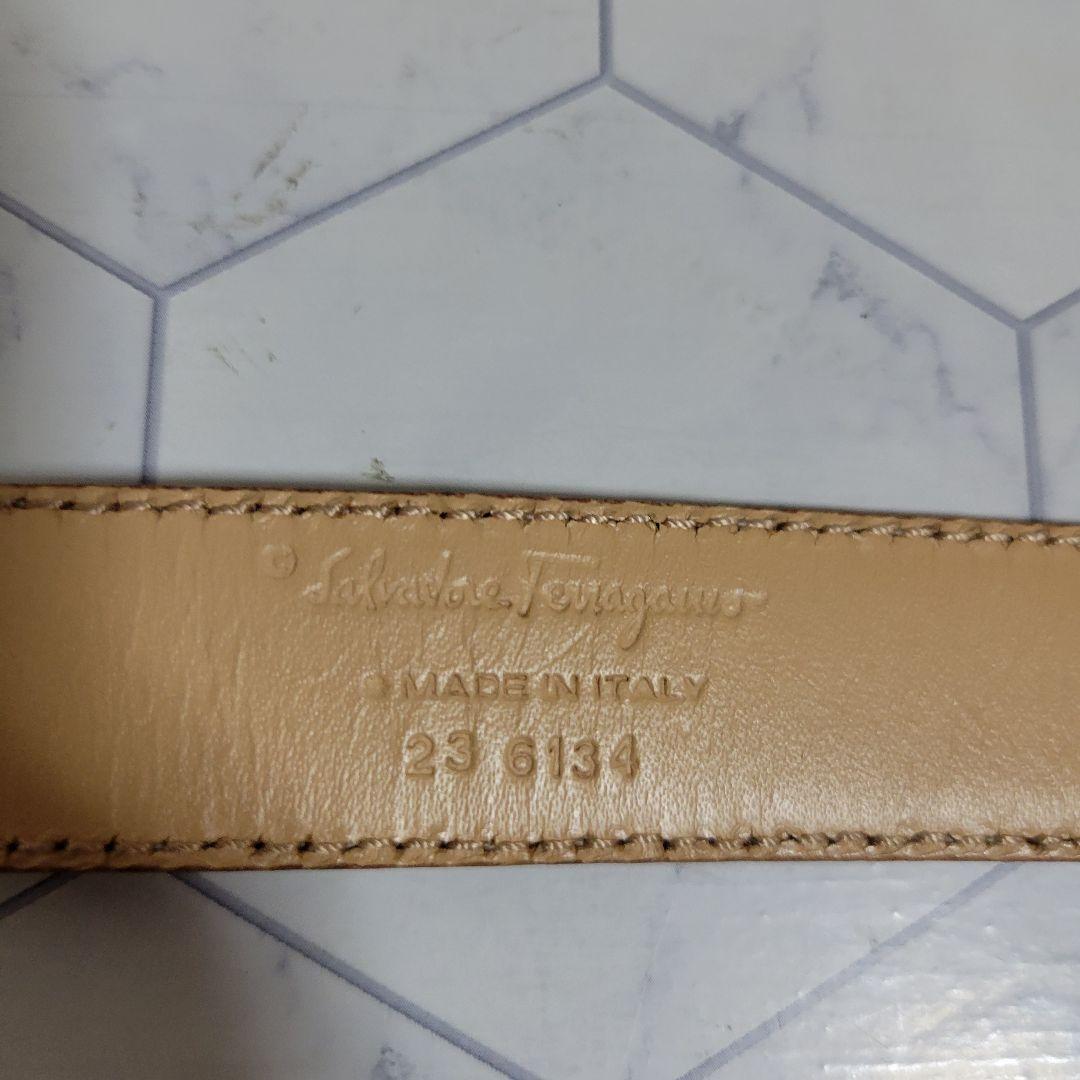 © Salvatore Ferragamo
MADE IN ITALY
23 6134